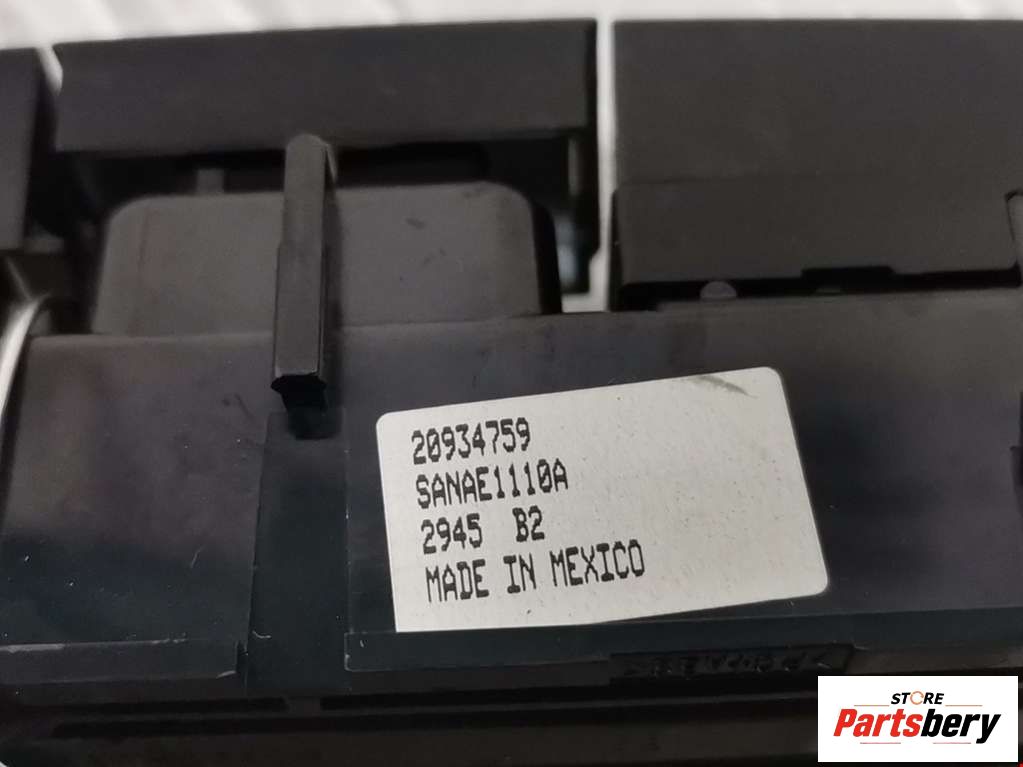 20934759
SANAE1110A
2945 B2
MADE IN MEXICO
STORE
Partsbery